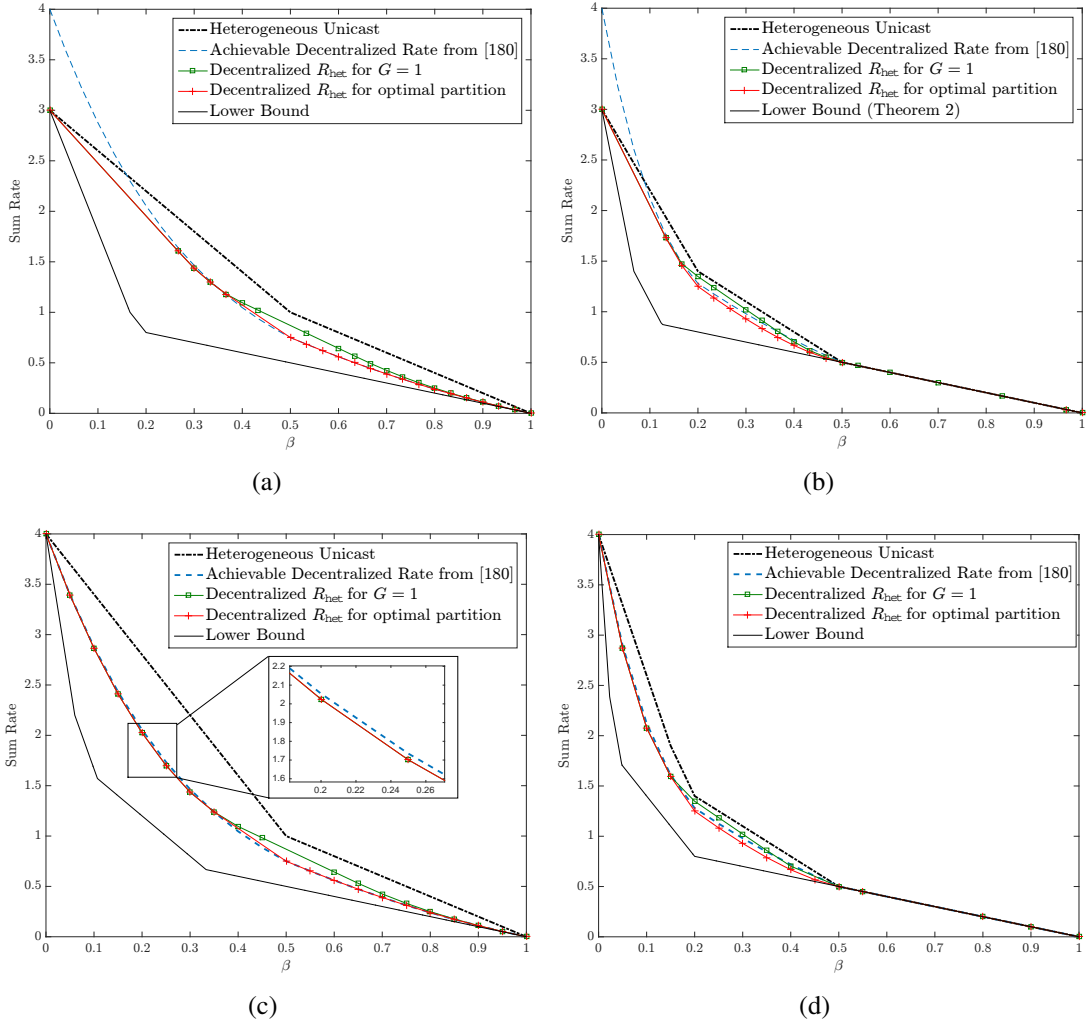 Heterogeneous Unicast
Achievable Decentralized Rate from [180]
Decentralized R_het for G = 1
Decentralized R_het for optimal partition
Lower Bound
Sum Rate
4
3.5
3
2.5
2
1.5
1
0.5
0
0 0.1 0.2 0.3 0.4 0.5 0.6 0.7 0.8 0.9 1
β
(a)
Heterogeneous Unicast
Achievable Decentralized Rate from [180]
Decentralized R_het for G = 1
Decentralized R_het for optimal partition
Lower Bound (Theorem 2)
Sum Rate
4
3.5
3
2.5
2
1.5
1
0.5
0
0 0.1 0.2 0.3 0.4 0.5 0.6 0.7 0.8 0.9 1
β
(b)
Heterogeneous Unicast
Achievable Decentralized Rate from [180]
Decentralized R_het for G = 1
Decentralized R_het for optimal partition
Lower Bound
2.2
2.1
2
1.9
1.8
1.7
1.6
0.2 0.22 0.24 0.26
Sum Rate
4
3.5
3
2.5
2
1.5
1
0.5
0
0 0.1 0.2 0.3 0.4 0.5 0.6 0.7 0.8 0.9 1
β
(c)
Heterogeneous Unicast
Achievable Decentralized Rate from [180]
Decentralized R_het for G = 1
Decentralized R_het for optimal partition
Lower Bound
Sum Rate
4
3.5
3
2.5
2
1.5
1
0.5
0
0 0.1 0.2 0.3 0.4 0.5 0.6 0.7 0.8 0.9 1
β
(d)